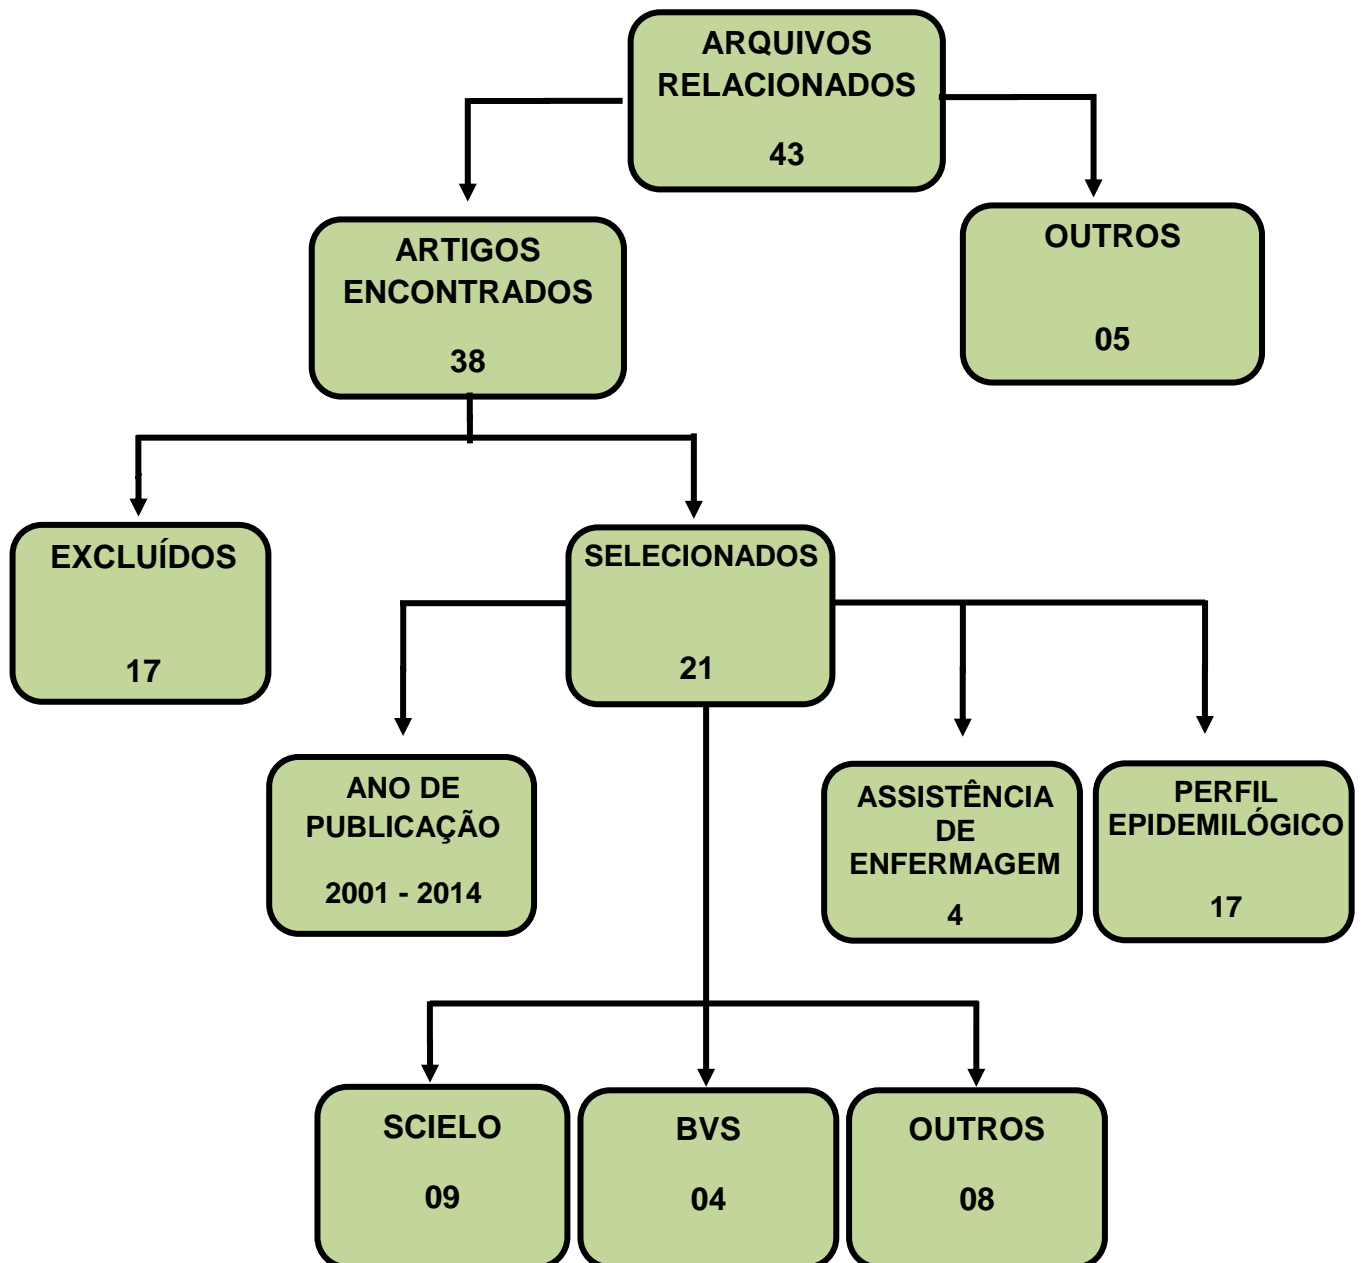 ARQUIVOS
RELACIONADOS
43
ARTIGOS
ENCONTRADOS
38
OUTROS
05
EXCLUÍDOS
17
SELECIONADOS
21
ANO DE
PUBLICAÇÃO
2001 - 2014
ASSISTÊNCIA
DE
ENFERMAGEM
4
PERFIL
EPIDEMILÓGICO
17
SCIELO
09
BVS
04
OUTROS
08